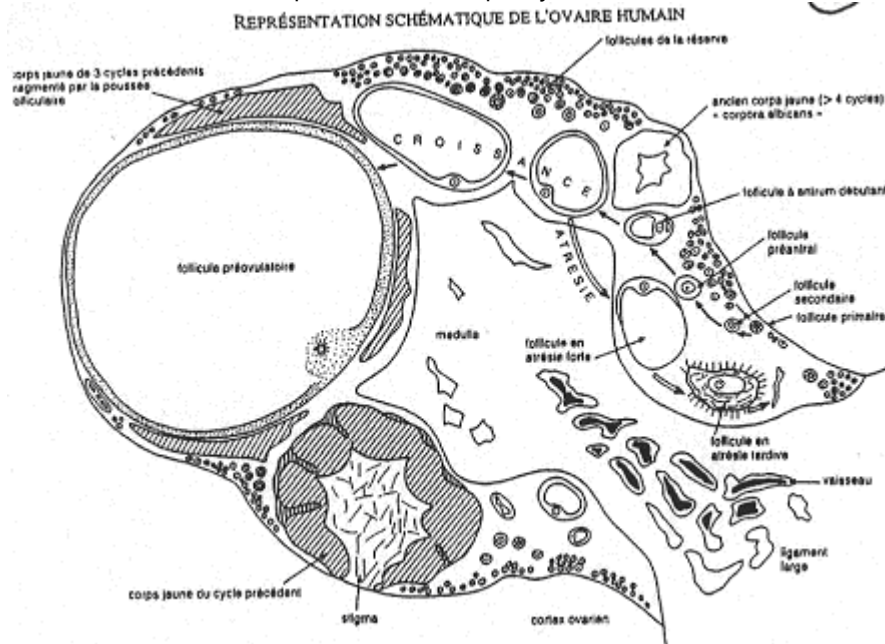 REPRÉSENTATION SCHÉMATIQUE DE L'OVAIRE HUMAIN
follicules de la réserve
corps jaune de 3 cycles précédents
fragmenté par la poussée
folliculaire
ancien corps jaune (> 4 cycles)
« corpora albicans »
CROISSANCE
follicule à antrum débutant
ATRÉSIE
follicule
préantral
follicule préovulatoire
follicule
secondaire
follicule primaire
medulla
follicule en
atrésie forte
follicule en
atrésie tardive
vaisseau
ligament
large
corps jaune du cycle précédent
stigma
cortex ovarien